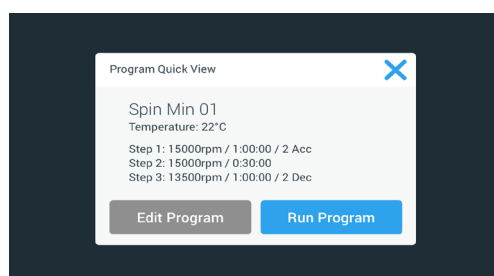 Program Quick View
Spin Min 01
Temperature: 22°C
Step 1: 15000rpm / 1:00:00 / 2 Acc
Step 2: 15000rpm / 0:30:00
Step 3: 13500rpm / 1:00:00 / 2 Dec
Edit Program
Run Program